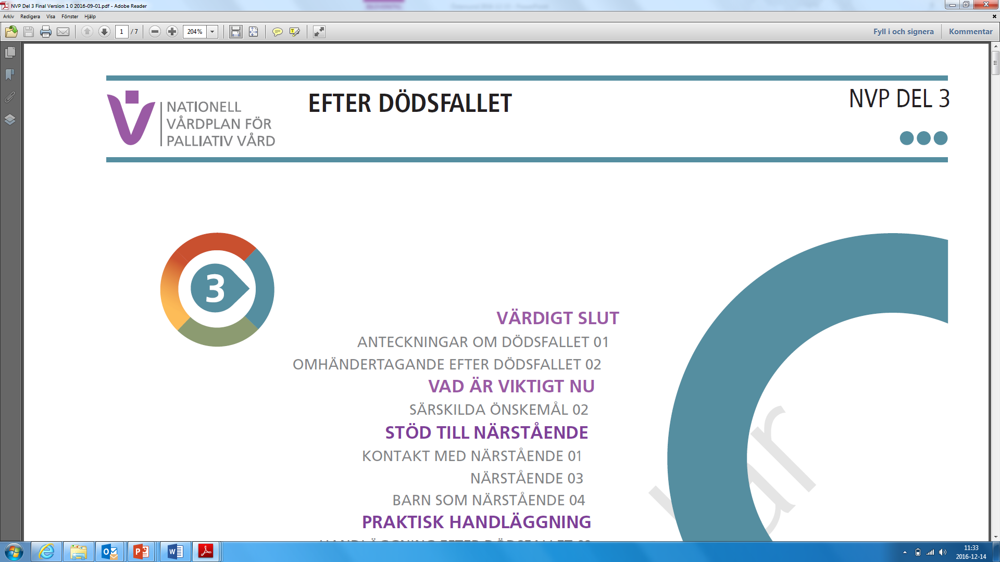 NVP Del 3 Final Version 1 0 2016-09-01.pdf - Adobe Reader
Arkiv Redigera Visa Fönster Hjälp
1 / 7 204% Fyll i och signera Kommentar
EFTER DÖDSFALLET
NVP DEL 3
NATIONELL
VÅRDPLAN FÖR
PALLIATIV VÅRD
3
VÄRDIGT SLUT
ANTECKNINGAR OM DÖDSFALLET 01
OMHÄNDERTAGANDE EFTER DÖDSFALLET 02
VAD ÄR VIKTIGT NU
SÄRSKILDA ÖNSKEMÅL 02
STÖD TILL NÄRSTÅENDE
KONTAKT MED NÄRSTÅENDE 01
NÄRSTÅENDE 03
BARN SOM NÄRSTÅENDE 04
PRAKTISK HANDLÄGGNING
HANDLÄGGNING EFTER DÖDSFALLET
11:33
2016-12-14